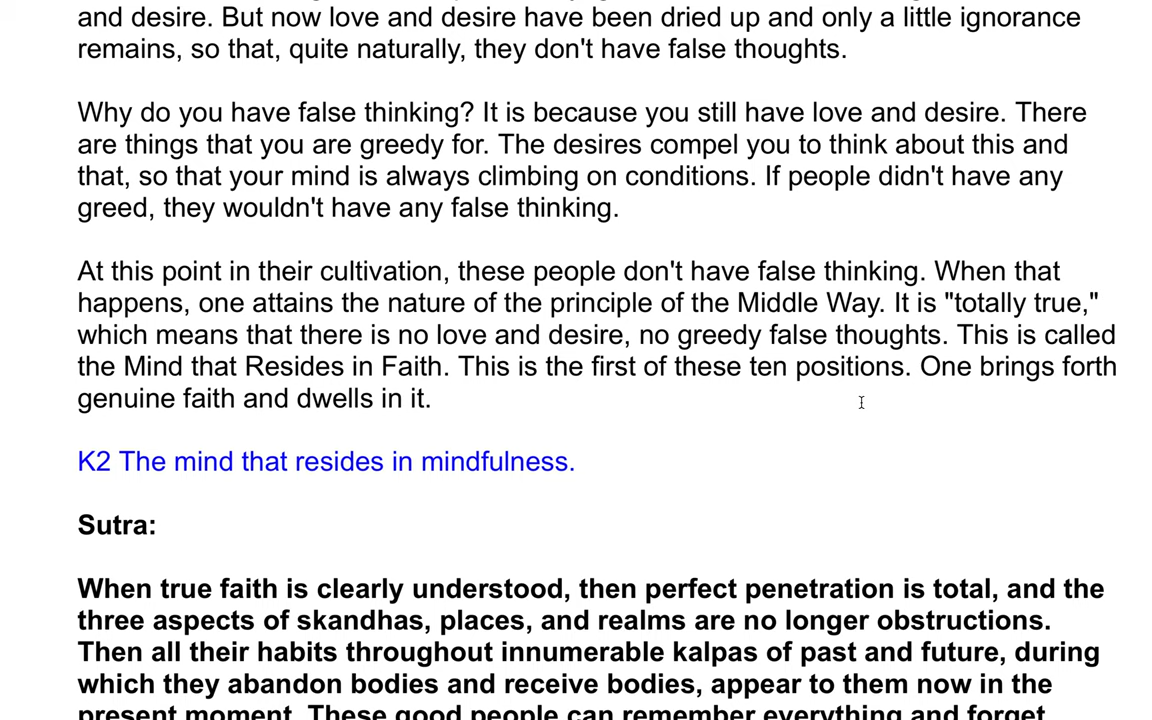 and desire. But now love and desire have been dried up and only a little ignorance
remains, so that, quite naturally, they don't have false thoughts.
Why do you have false thinking? It is because you still have love and desire. There
are things that you are greedy for. The desires compel you to think about this and
that, so that your mind is always climbing on conditions. If people didn't have any
greed, they wouldn't have any false thinking.
At this point in their cultivation, these people don't have false thinking. When that
happens, one attains the nature of the principle of the Middle Way. It is "totally true,"
which means that there is no love and desire, no greedy false thoughts. This is called
the Mind that Resides in Faith. This is the first of these ten positions. One brings forth
genuine faith and dwells in it.
K2 The mind that resides in mindfulness.
Sutra:
When true faith is clearly understood, then perfect penetration is total, and the
three aspects of skandhas, places, and realms are no longer obstructions.
Then all their habits throughout innumerable kalpas of past and future, during
which they abandon bodies and receive bodies, appear to them now in the
present moment. These good people can remember everything and forget